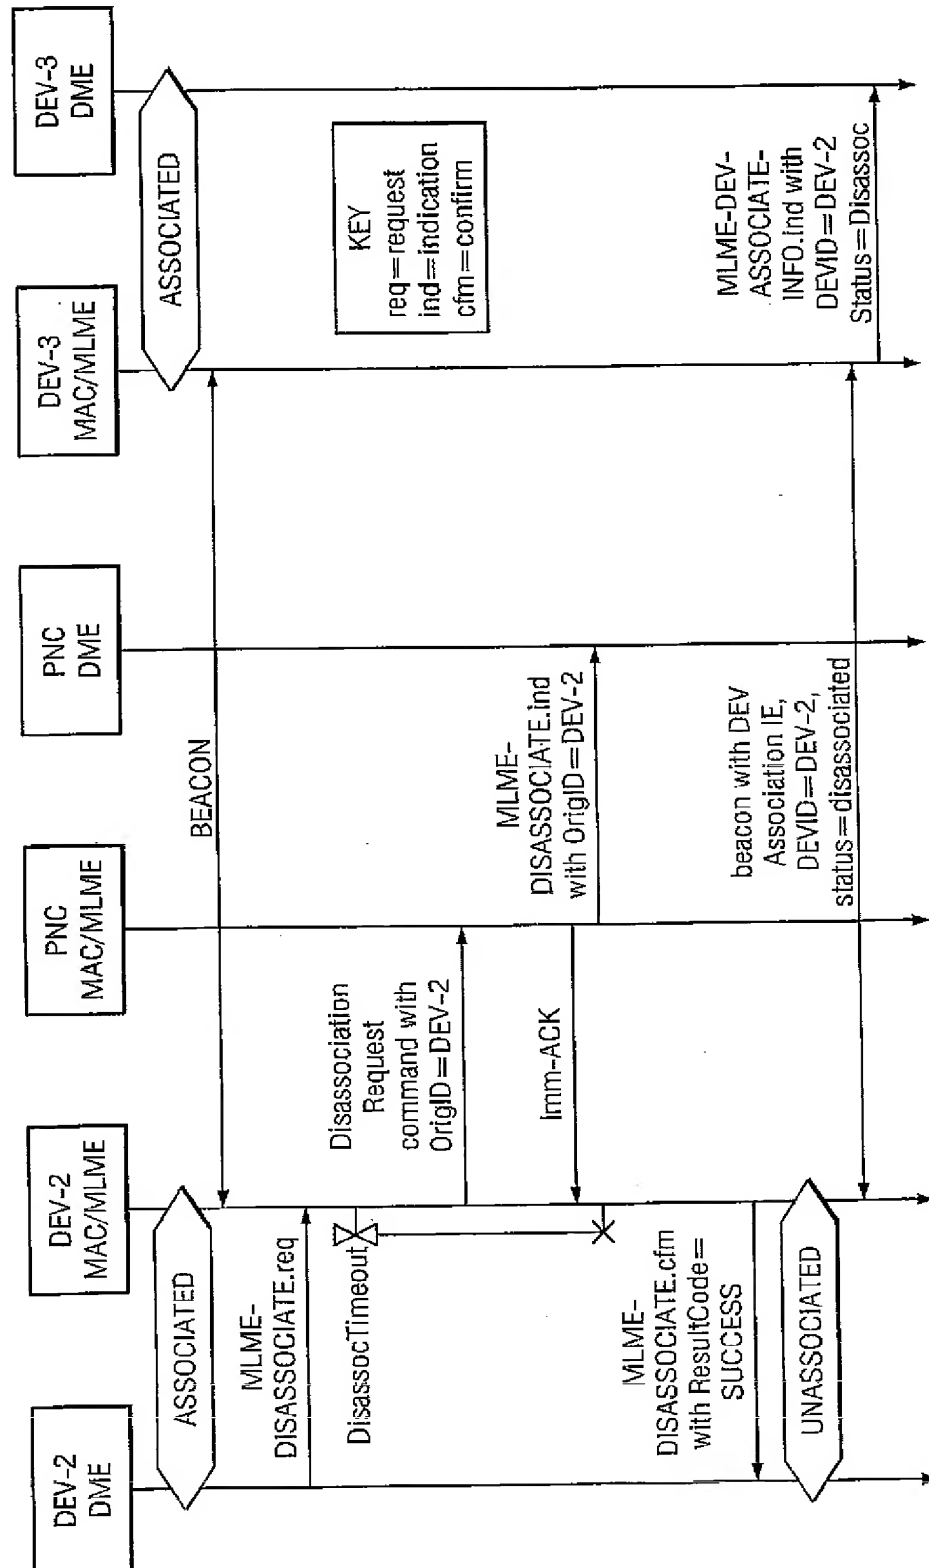 DEV-2
DME
DEV-2
MAC/MLME
PNC
MAC/MLME
PNC
DME
DEV-3
MAC/MLME
DEV-3
DME
ASSOCIATED
ASSOCIATED
BEACON
MLME-
DISASSOCIATE.req
KEY
req=request
ind=indication
cfm=confirm
DisassocTimeout
Disassociation
Request
command with
OrigID=DEV-2
Imm-ACK
MLME-
DISASSOCIATE.ind
with OrigID=DEV-2
MLME-
DISASSOCIATE.cfm
with ResultCode=
SUCCESS
UNASSOCIATED
beacon with DEV
Association IE,
DEVID=DEV-2,
status=disassociated
MLME-DEV-
ASSOCIATE-
INFO.ind with
DEVID=DEV-2
Status=Disassoc